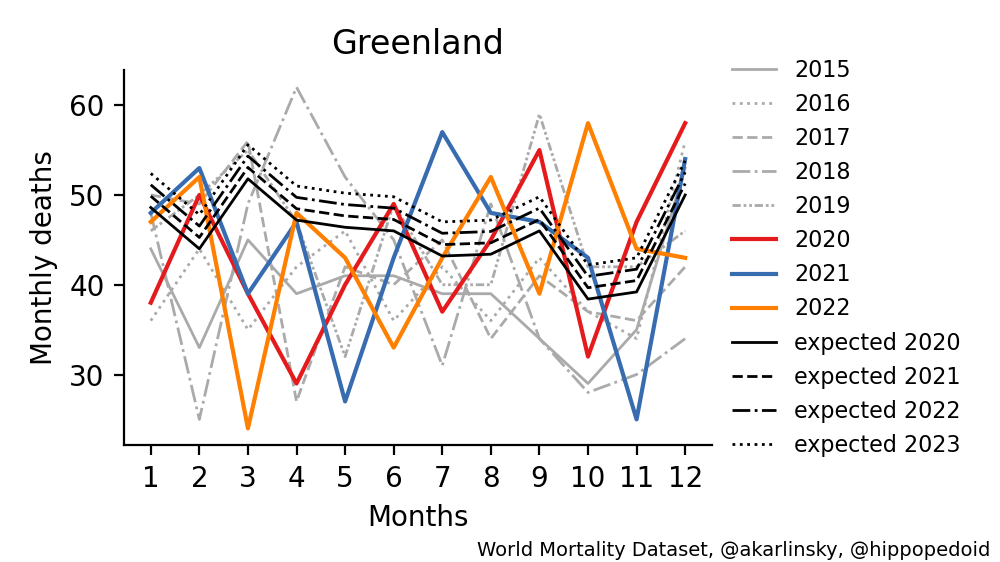 Greenland
Monthly deaths
60
50
40
30
1 2 3 4 5 6 7 8 9 10 11 12
Months
2015
2016
2017
2018
2019
2020
2021
2022
expected 2020
expected 2021
expected 2022
expected 2023
World Mortality Dataset, @akarlinsky, @hippopedoid